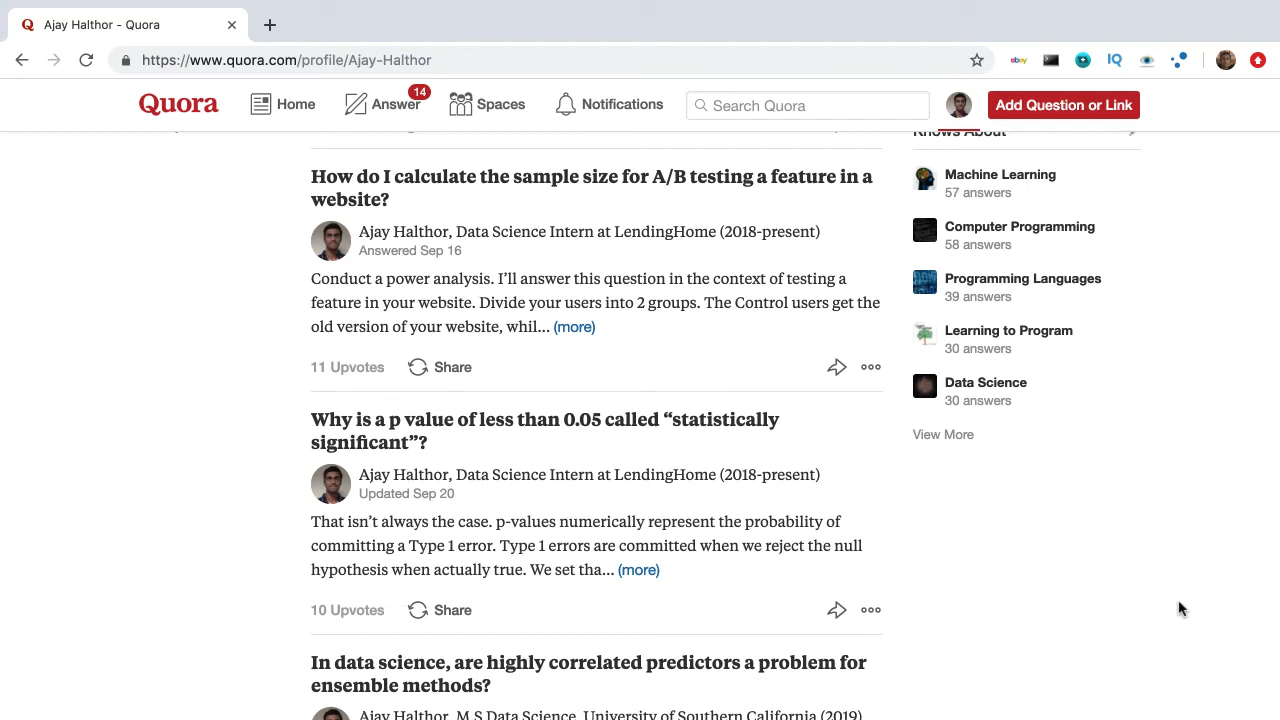 Ajay Halthor - Quora
https://www.quora.com/profile/Ajay-Halthor
ebay
IQ
Quora
Home
Answer
14
Spaces
Notifications
Search Quora
Add Question or Link
Knows About
How do I calculate the sample size for A/B testing a feature in a
website?
Ajay Halthor, Data Science Intern at LendingHome (2018-present)
Answered Sep 16
Conduct a power analysis. I’ll answer this question in the context of testing a
feature in your website. Divide your users into 2 groups. The Control users get the
old version of your website, whil... (more)
11 Upvotes
Share
Why is a p value of less than 0.05 called “statistically
significant”?
Ajay Halthor, Data Science Intern at LendingHome (2018-present)
Updated Sep 20
That isn’t always the case. p-values numerically represent the probability of
committing a Type 1 error. Type 1 errors are committed when we reject the null
hypothesis when actually true. We set tha... (more)
10 Upvotes
Share
In data science, are highly correlated predictors a problem for
ensemble methods?
Ajay Halthor, M.S Data Science, University of Southern California (2019)
Machine Learning
57 answers
Computer Programming
58 answers
Programming Languages
39 answers
Learning to Program
30 answers
Data Science
30 answers
View More